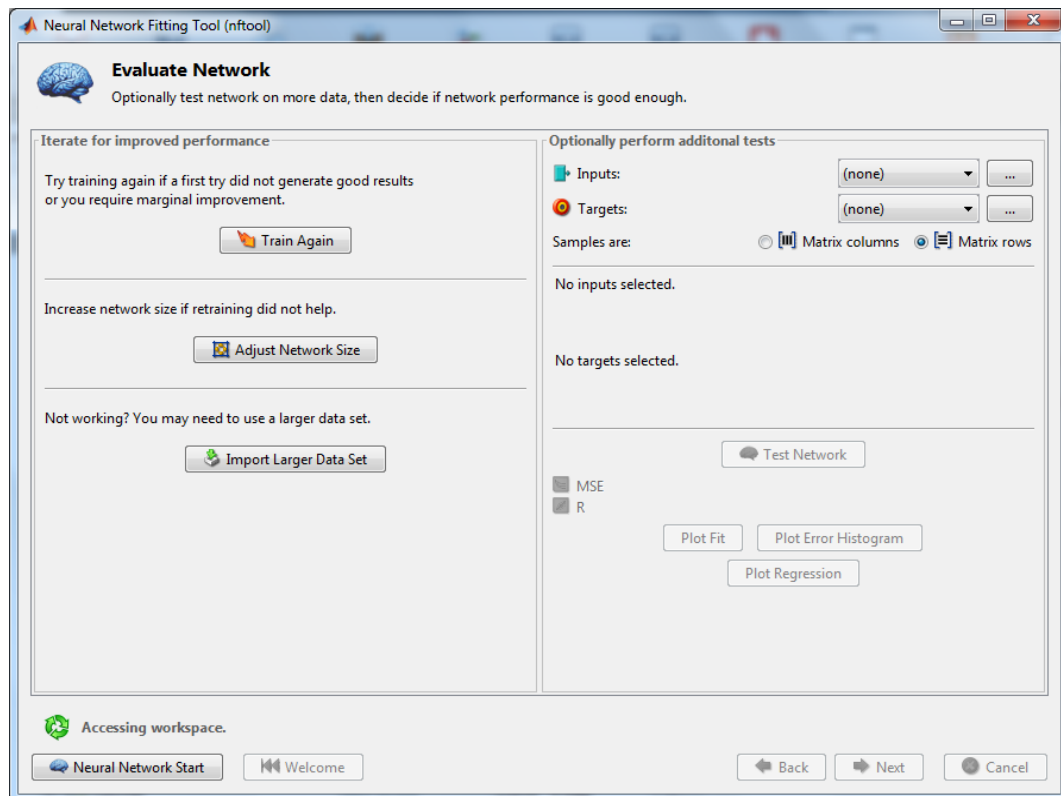 Neural Network Fitting Tool (nftool)
Evaluate Network
Optionally test network on more data, then decide if network performance is good enough.
Iterate for improved performance
Try training again if a first try did not generate good results
or you require marginal improvement.
Train Again
Increase network size if retraining did not help.
Adjust Network Size
Not working? You may need to use a larger data set.
Import Larger Data Set
Optionally perform additonal tests
Inputs: (none) ...
Targets: (none) ...
Samples are: Matrix columns Matrix rows
No inputs selected.
No targets selected.
Test Network
MSE
R
Plot Fit Plot Error Histogram
Plot Regression
Accessing workspace.
Neural Network Start Welcome Back Next Cancel